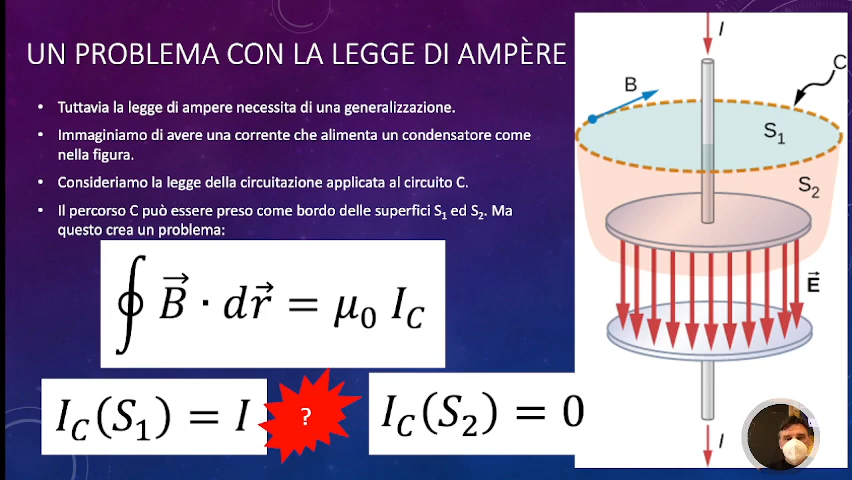 UN PROBLEMA CON LA LEGGE DI AMPÈRE
• Tuttavia la legge di ampere necessita di una generalizzazione.
• Immaginiamo di avere una corrente che alimenta un condensatore come
nella figura.
• Consideriamo la legge della circuitazione applicata al circuito C.
• Il percorso C può essere preso come bordo delle superfici S₁ ed S₂. Ma
questo crea un problema:
∮ B⃗ · dr⃗ = μ₀ I_C
I_C(S₁) = I
?
I_C(S₂) = 0
I
C
B
S₁
S₂
E⃗
I